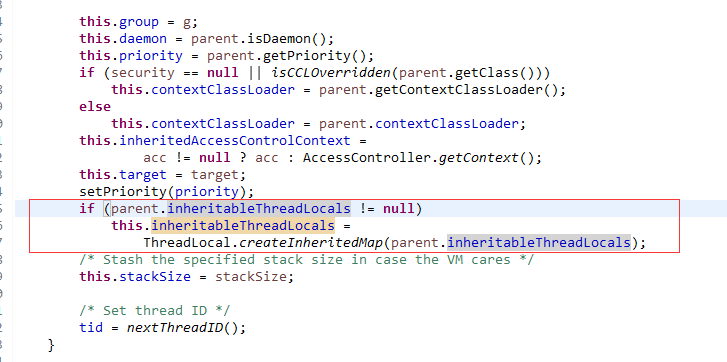 this.group = g;
this.daemon = parent.isDaemon();
this.priority = parent.getPriority();
if (security == null || isCCLOverridden(parent.getClass()))
this.contextClassLoader = parent.getContextClassLoader();
else
this.contextClassLoader = parent.contextClassLoader;
this.inheritedAccessControlContext =
acc != null ? acc : AccessController.getContext();
this.target = target;
setPriority(priority);
if (parent.inheritableThreadLocals != null)
this.inheritableThreadLocals =
ThreadLocal.createInheritedMap(parent.inheritableThreadLocals);
/* Stash the specified stack size in case the VM cares */
this.stackSize = stackSize;
/* Set thread ID */
tid = nextThreadID();
}